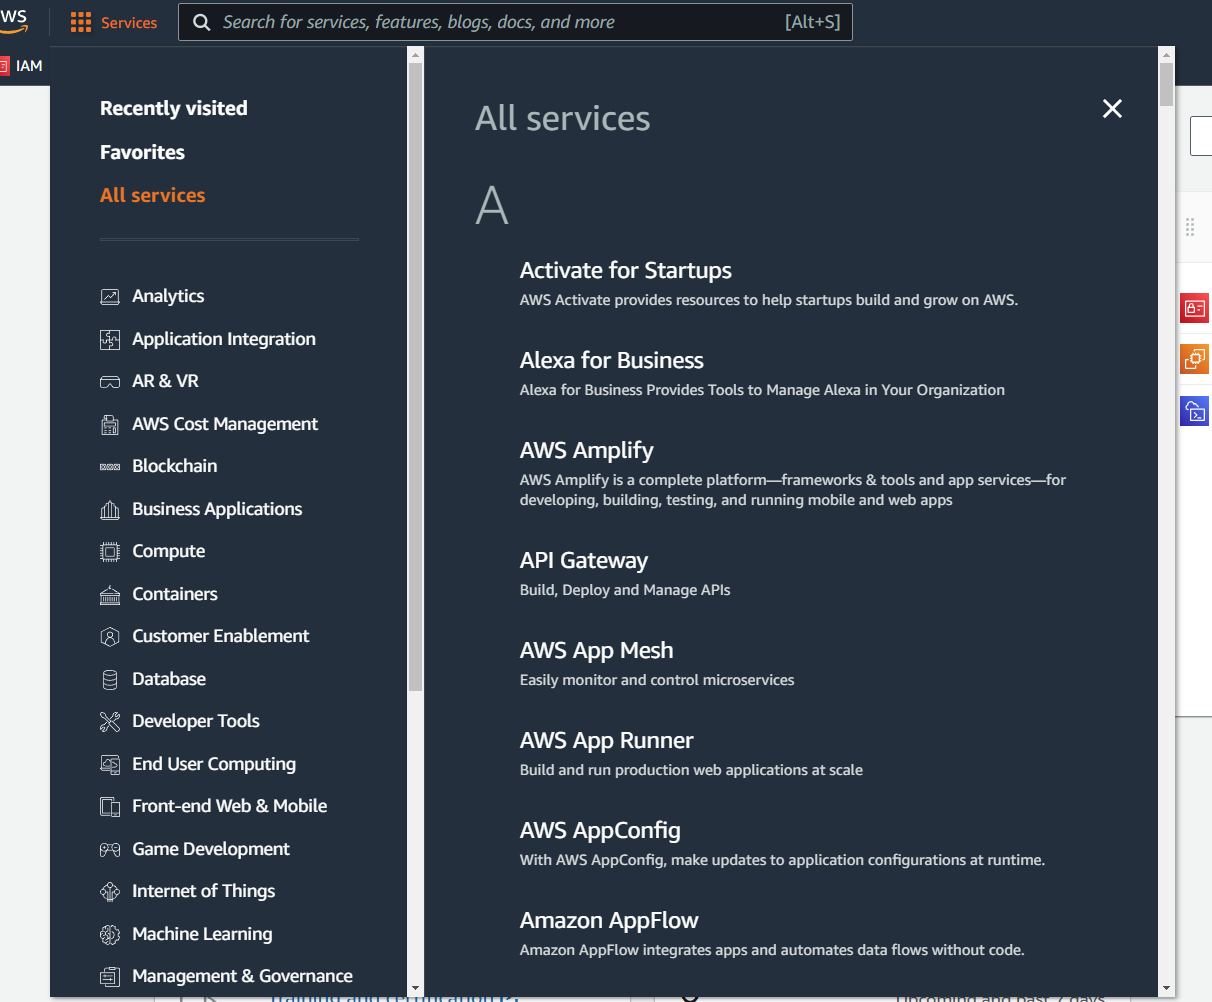 WS
Services
Search for services, features, blogs, docs, and more
[Alt+S]
IAM
Recently visited
Favorites
All services
Analytics
Application Integration
AR & VR
AWS Cost Management
Blockchain
Business Applications
Compute
Containers
Customer Enablement
Database
Developer Tools
End User Computing
Front-end Web & Mobile
Game Development
Internet of Things
Machine Learning
Management & Governance
All services
A
Activate for Startups
AWS Activate provides resources to help startups build and grow on AWS.
Alexa for Business
Alexa for Business Provides Tools to Manage Alexa in Your Organization
AWS Amplify
AWS Amplify is a complete platform—frameworks & tools and app services—for
developing, building, testing, and running mobile and web apps
API Gateway
Build, Deploy and Manage APIs
AWS App Mesh
Easily monitor and control microservices
AWS App Runner
Build and run production web applications at scale
AWS AppConfig
With AWS AppConfig, make updates to application configurations at runtime.
Amazon AppFlow
Amazon AppFlow integrates apps and automates data flows without code.
Training and certification
Upcoming and past 7 days